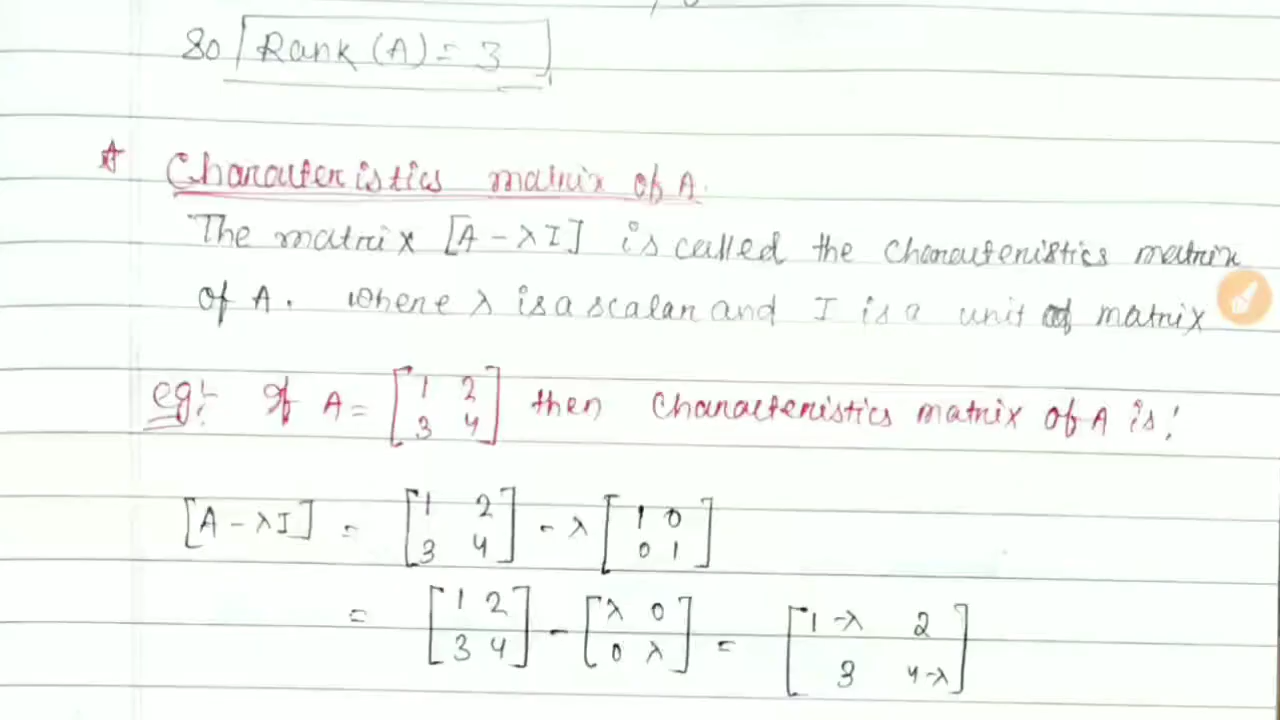 So Rank (A) = 3
* Characteristics matrix of A.
The matrix [A - λI] is called the characteristics matrix
of A. where λ is a scalar and I is a unit matrix
eg:- If A = [1 2
3 4] then characteristics matrix of A is:
[A - λI] = [1 2
3 4] - λ [1 0
0 1]
= [1 2
3 4] - [λ 0
0 λ] = [1-λ 2
3 4-λ]